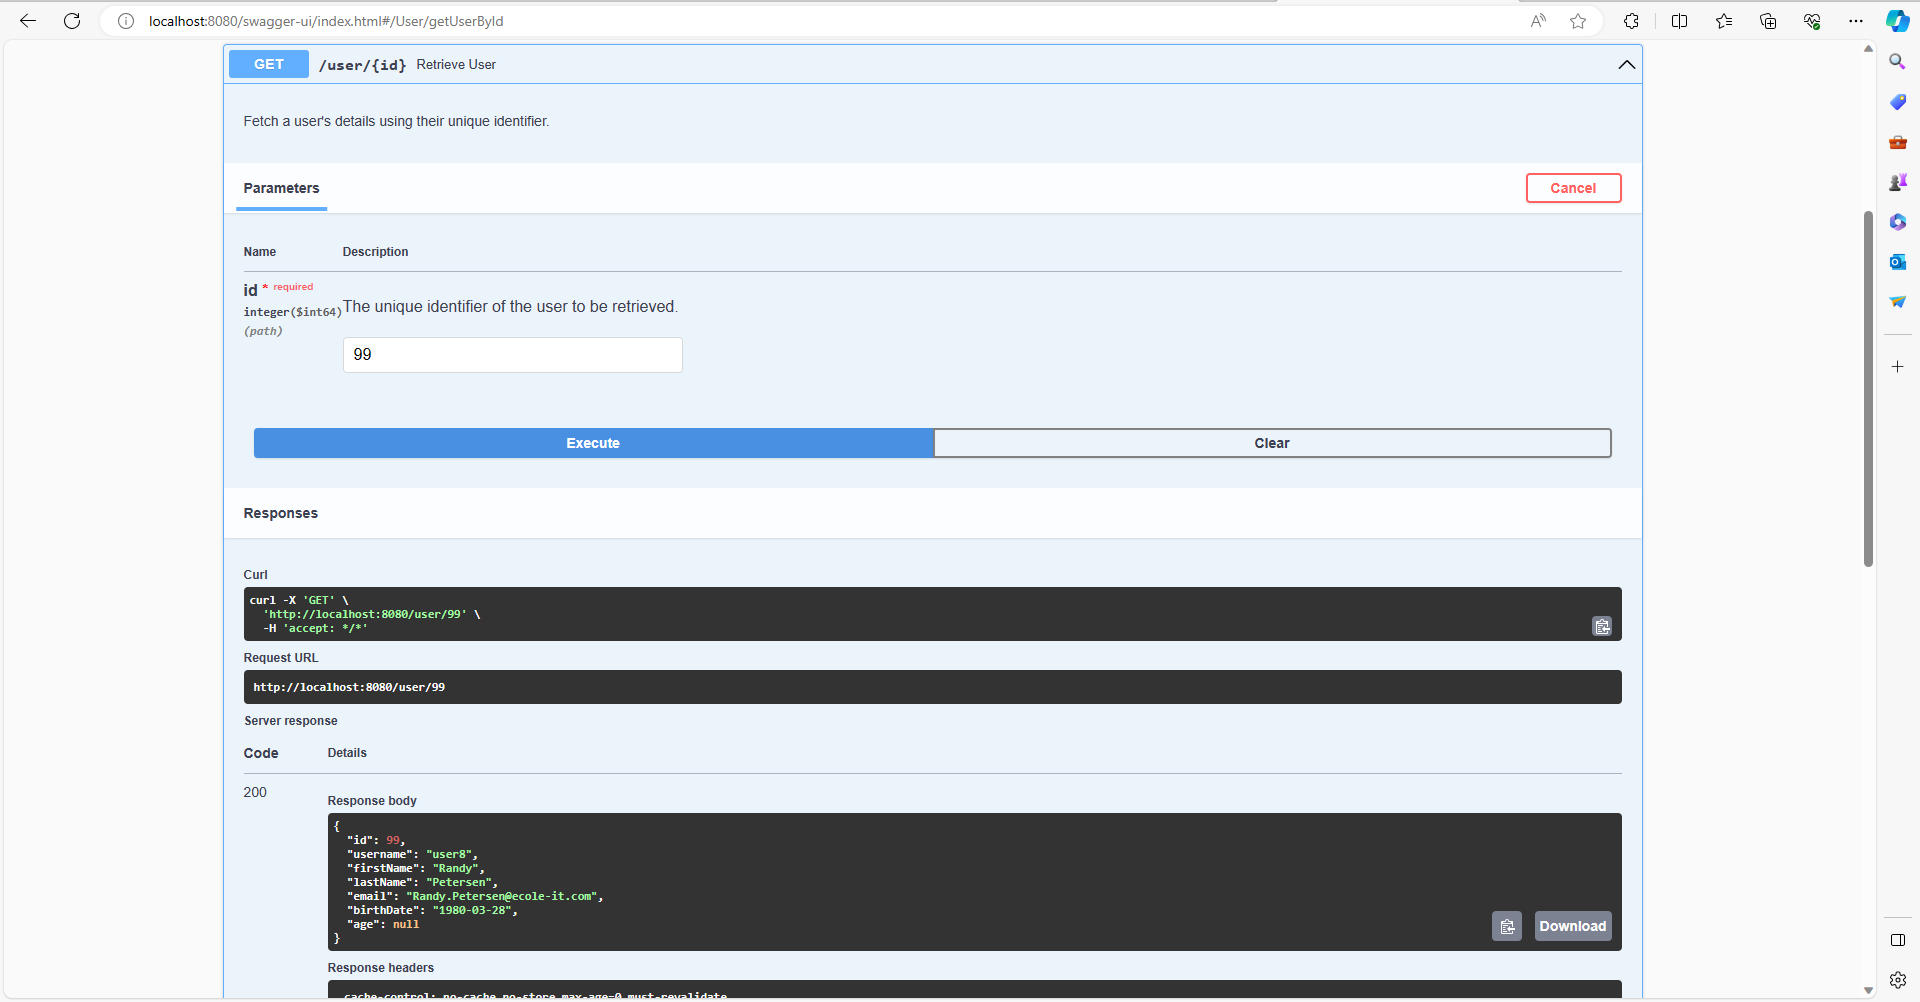 localhost:8080/swagger-ui/index.html#/User/getUserById
GET /user/{id} Retrieve User
Fetch a user's details using their unique identifier.
Parameters
Cancel
Name Description
id * required
integer($int64)
(path)
The unique identifier of the user to be retrieved.
99
Execute
Clear
Responses
Curl
curl -X 'GET' \
'http://localhost:8080/user/99' \
-H 'accept: */*'
Request URL
http://localhost:8080/user/99
Server response
Code Details
200
Response body
{
"id": 99,
"username": "user8",
"firstName": "Randy",
"lastName": "Petersen",
"email": "Randy.Petersen@ecole-it.com",
"birthDate": "1980-03-28",
"age": null
}
Download
Response headers
cache-control: no-cache,no-store,max-age=0,must-revalidate